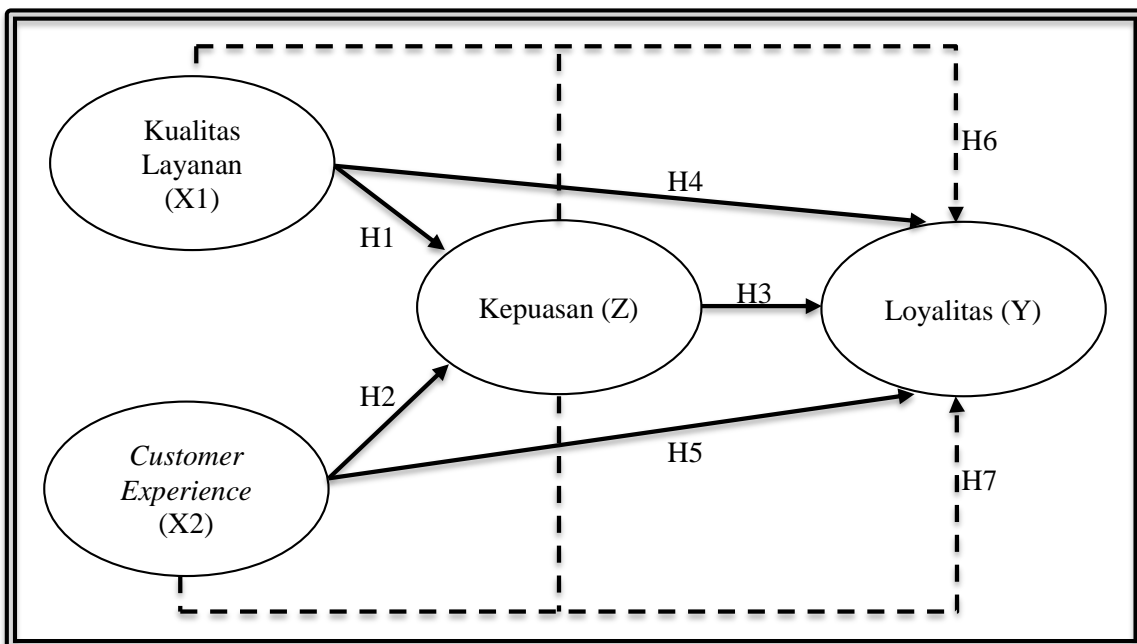 Kualitas
Layanan
(X1)
H6
H4
H1
Kepuasan (Z)
H3
Loyalitas (Y)
H2
Customer
Experience
(X2)
H5
H7